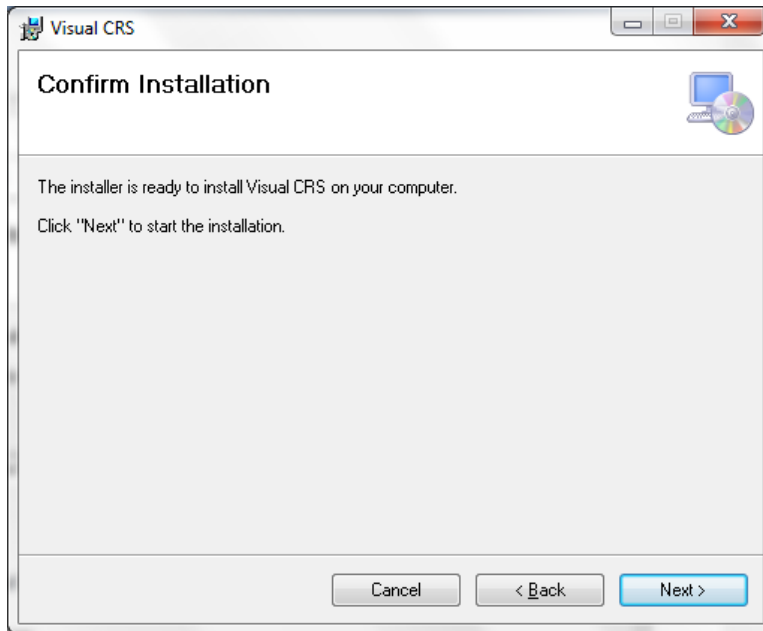 Visual CRS
Confirm Installation
The installer is ready to install Visual CRS on your computer.
Click "Next" to start the installation.
Cancel
< Back
Next >